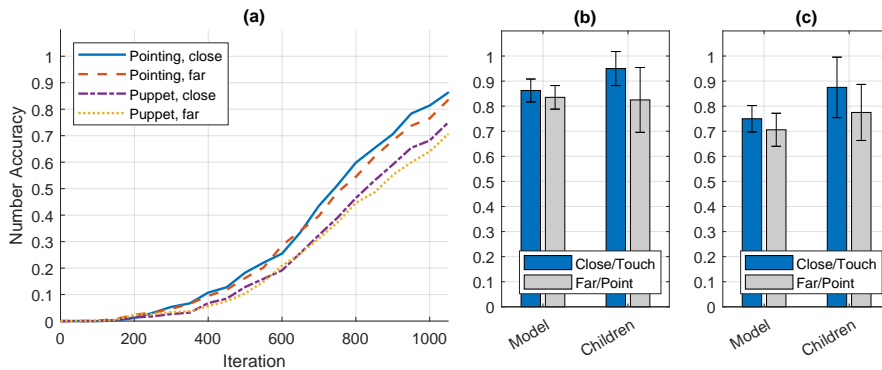 (a)
Number Accuracy
1
0.9
0.8
0.7
0.6
0.5
0.4
0.3
0.2
0.1
0
Pointing, close
Pointing, far
Puppet, close
Puppet, far
0 200 400 600 800 1000
Iteration
(b)
1
0.9
0.8
0.7
0.6
0.5
0.4
0.3
0.2
0.1
0
Close/Touch
Far/Point
Model Children
(c)
1
0.9
0.8
0.7
0.6
0.5
0.4
0.3
0.2
0.1
0
Close/Touch
Far/Point
Model Children